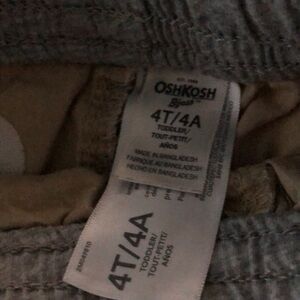 EST. 1895
OSHKOSH
B'gosh
4T/4A
TODDLER/
TOUT-PETIT/
AÑOS
MADE IN BANGLADESH
FABRIQUÉ AU BANGLADESH
HECHO EN BANGLADESH
4T/4A
TODDLER/
TOUT-PETIT/
AÑOS